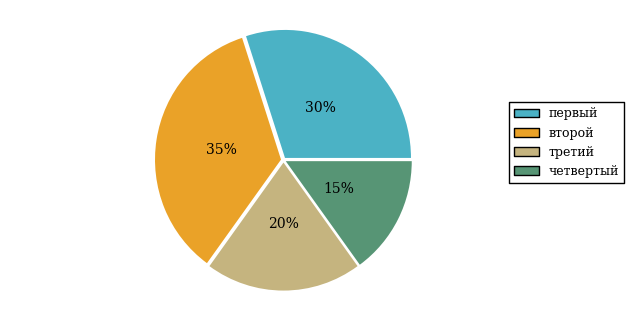 30%
35%
15%
20%
первый
второй
третий
четвертый